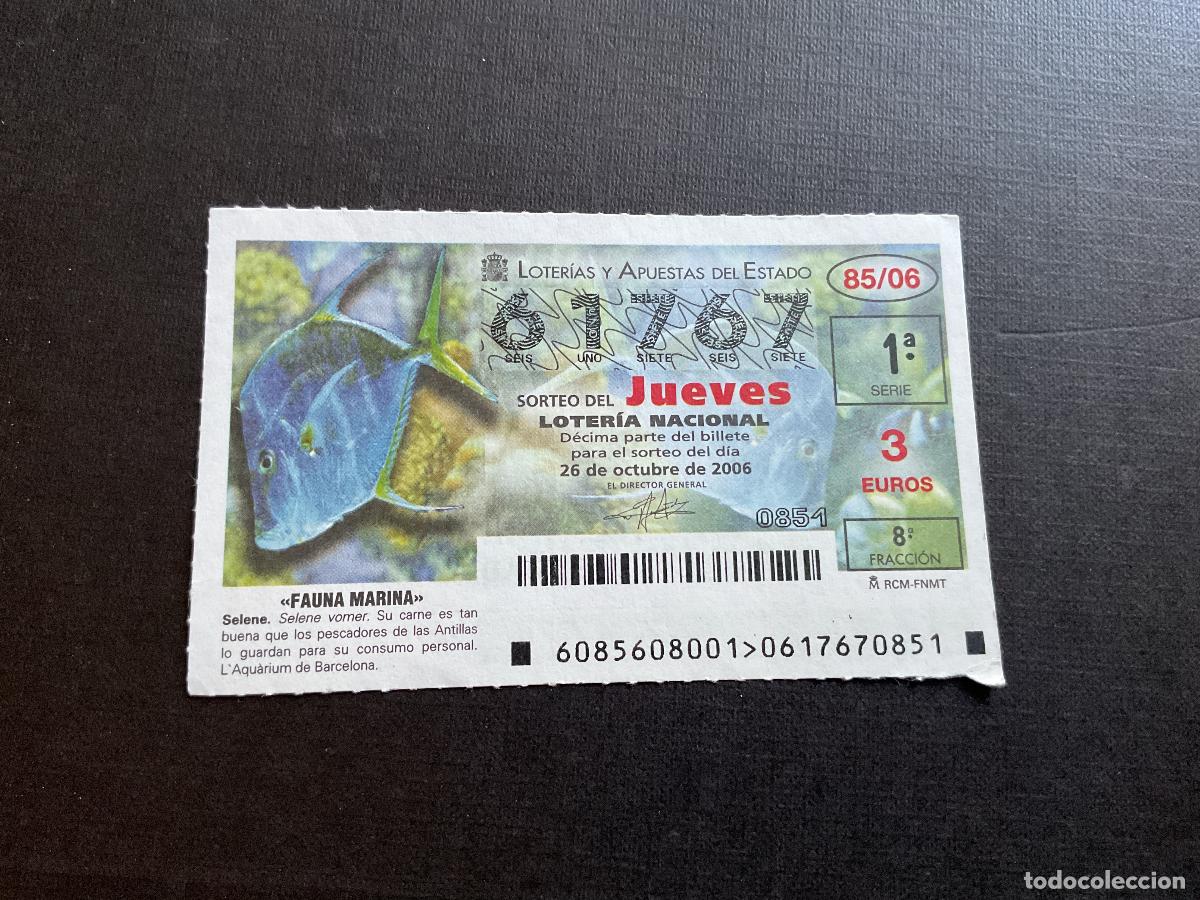 LOTERÍAS Y APUESTAS DEL ESTADO
85/06
61767
SEIS UNO SIETE SEIS SIETE
1ª
SERIE
SORTEO DEL Jueves
LOTERÍA NACIONAL
Décima parte del billete
para el sorteo del día
26 de octubre de 2006
EL DIRECTOR GENERAL
3
EUROS
0851
8ª
FRACCIÓN
RCM-FNMT
«FAUNA MARINA»
Selene. Selene vomer. Su carne es tan
buena que los pescadores de las Antillas
lo guardan para su consumo personal.
L'Aquàrium de Barcelona.
6085608001>0617670851
todocoleccion